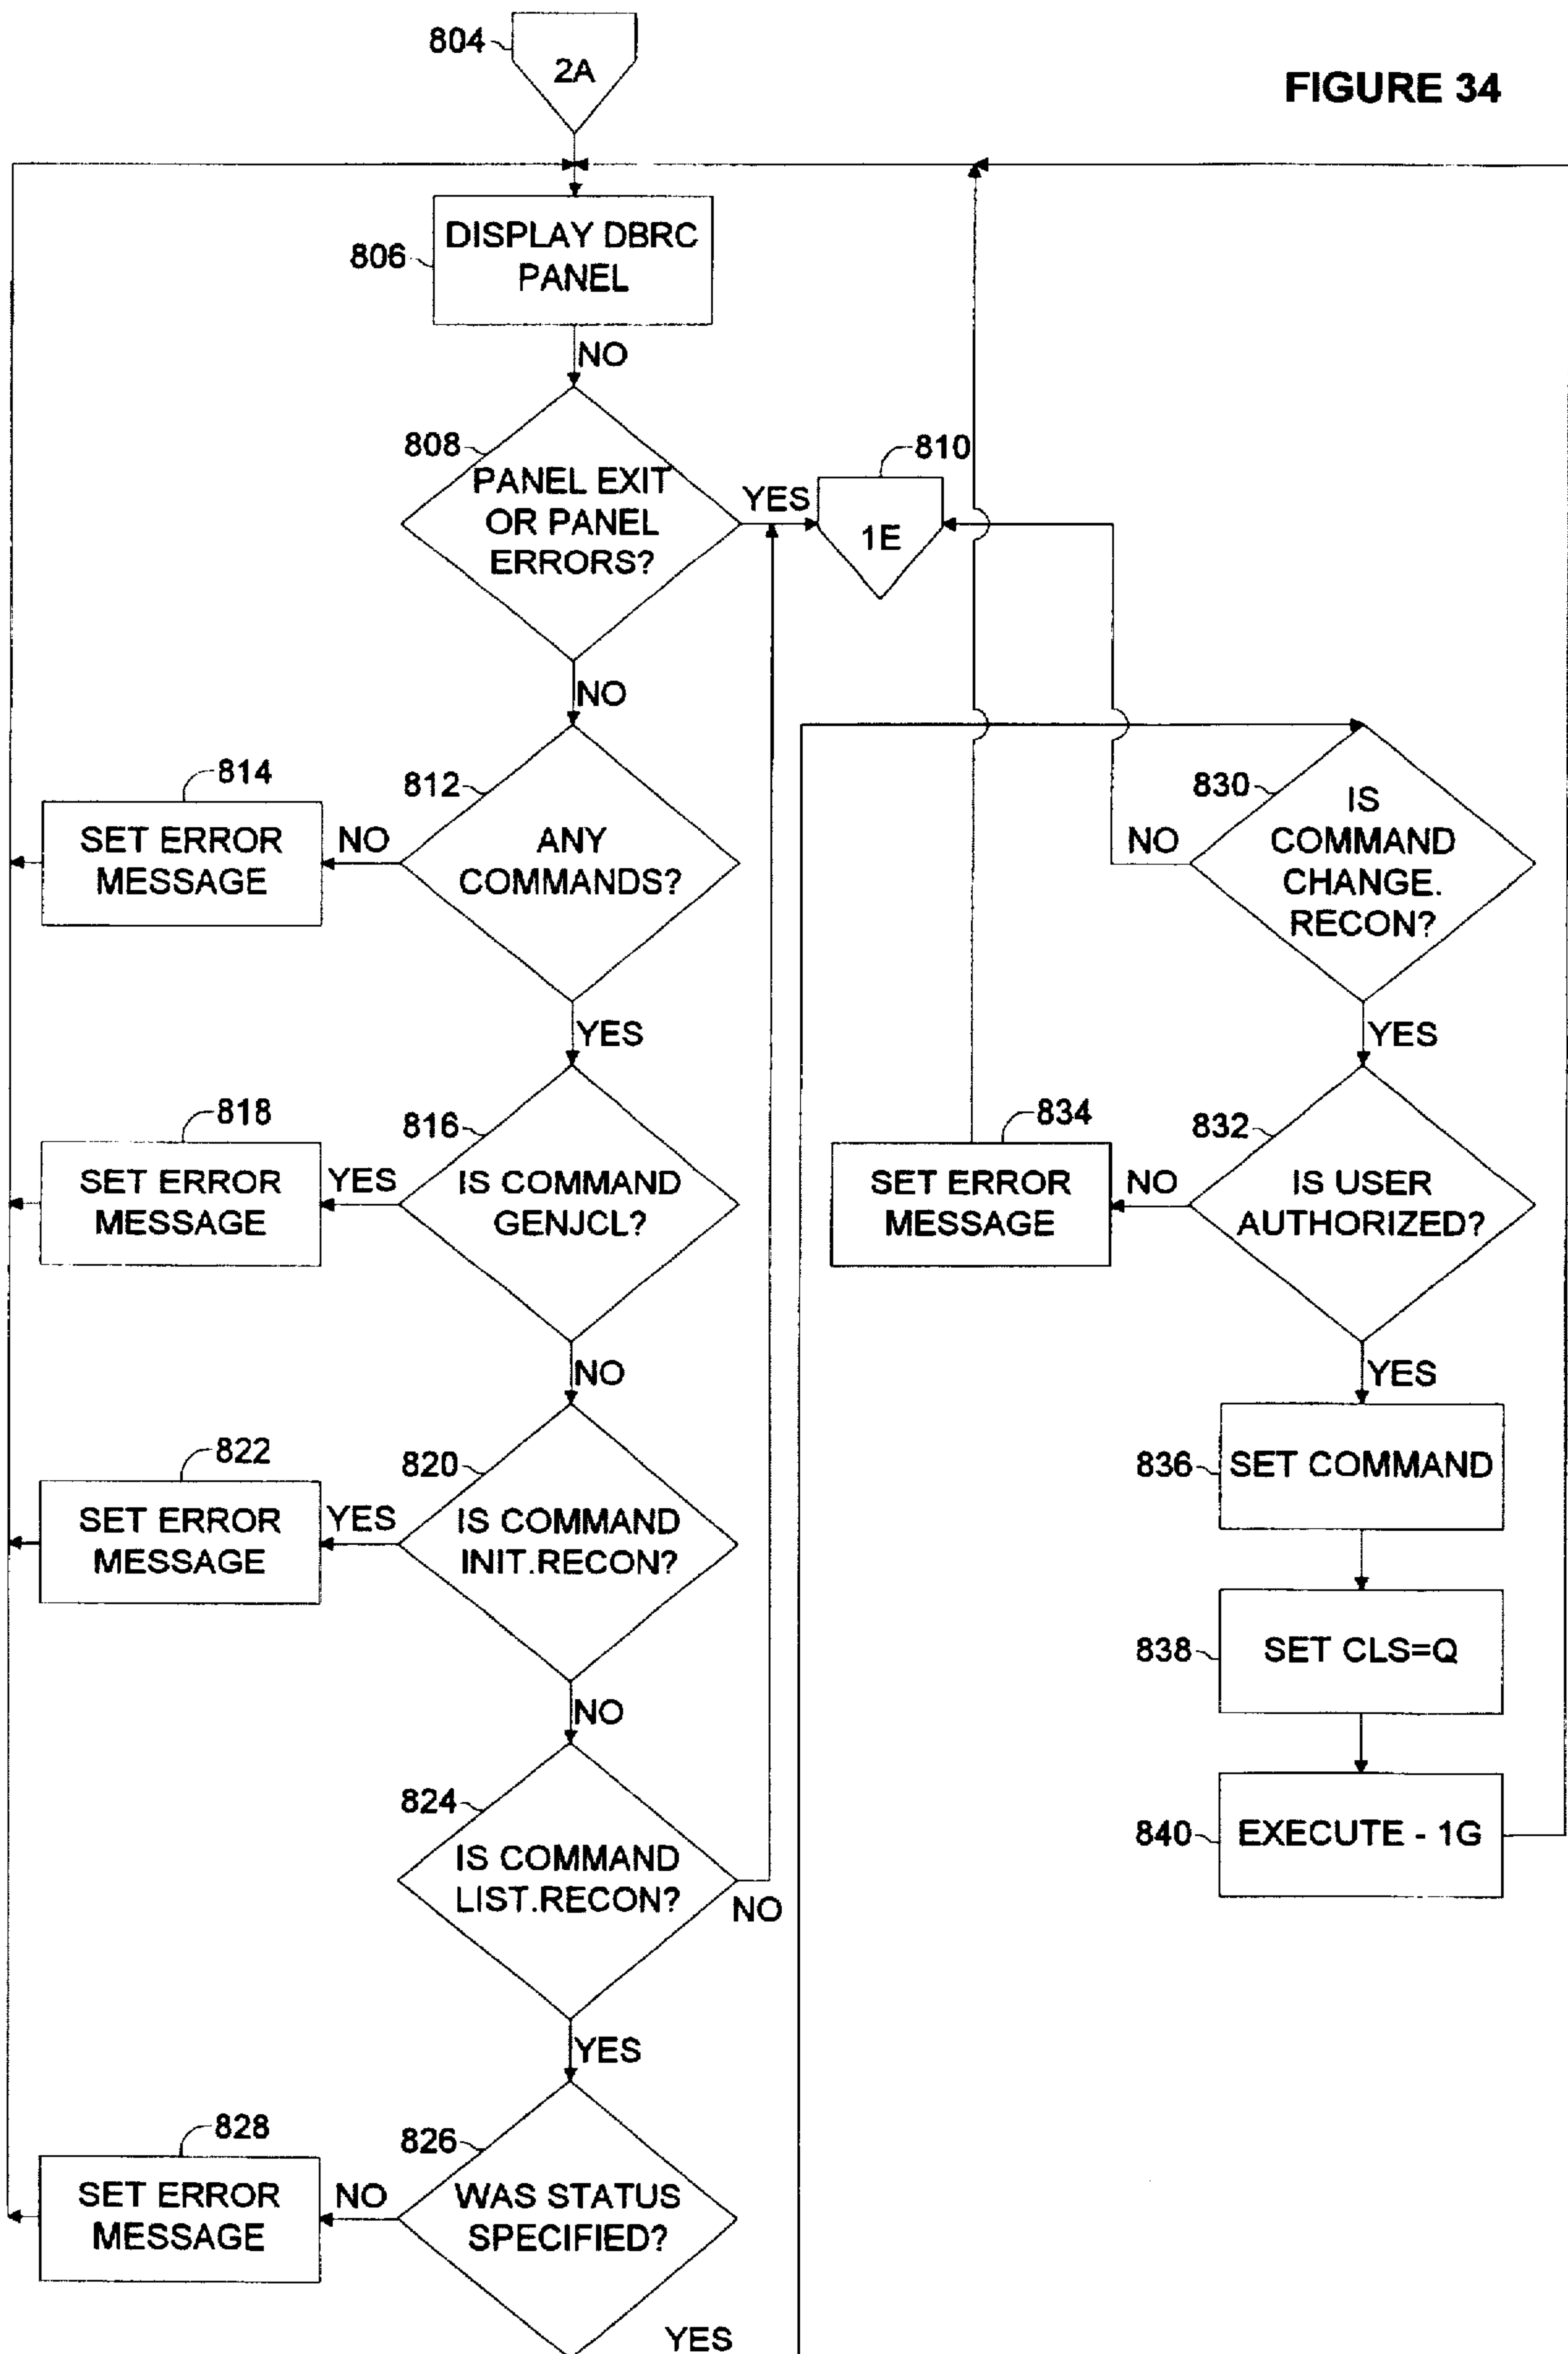 804
2A
FIGURE 34
DISPLAY DBRC
PANEL
806
NO
808
PANEL EXIT
OR PANEL
ERRORS?
YES
810
1E
NO
812
ANY
COMMANDS?
NO
814
SET ERROR
MESSAGE
YES
816
IS COMMAND
GENJCL?
YES
818
SET ERROR
MESSAGE
NO
820
IS COMMAND
INIT.RECON?
YES
822
SET ERROR
MESSAGE
NO
824
IS COMMAND
LIST.RECON?
NO
YES
826
WAS STATUS
SPECIFIED?
NO
828
SET ERROR
MESSAGE
YES
830
IS
COMMAND
CHANGE.
RECON?
NO
YES
832
IS USER
AUTHORIZED?
NO
834
SET ERROR
MESSAGE
YES
836
SET COMMAND
838
SET CLS=Q
840
EXECUTE - 1G